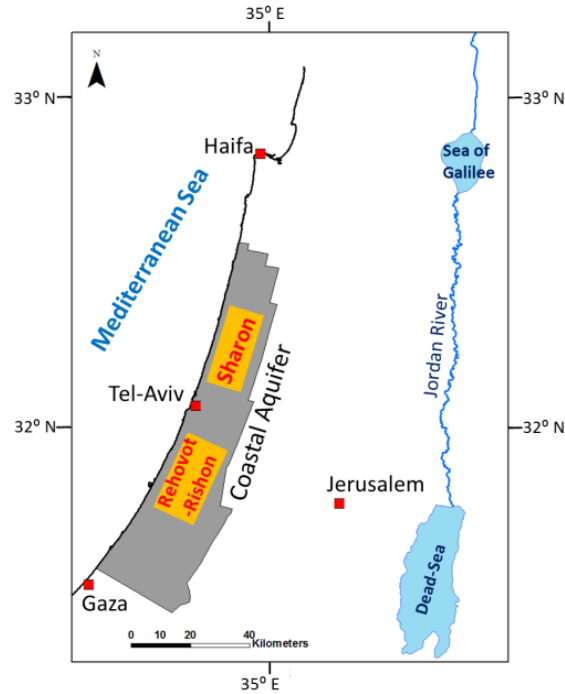 35° E
N
33° N
33° N
Haifa
Sea of
Galilee
Mediterranean Sea
Jordan River
Sharon
Coastal Aquifer
Tel-Aviv
32° N
32° N
Rehovot
-Rishon
Jerusalem
Dead-Sea
Gaza
0 10 20 40
Kilometers
35° E